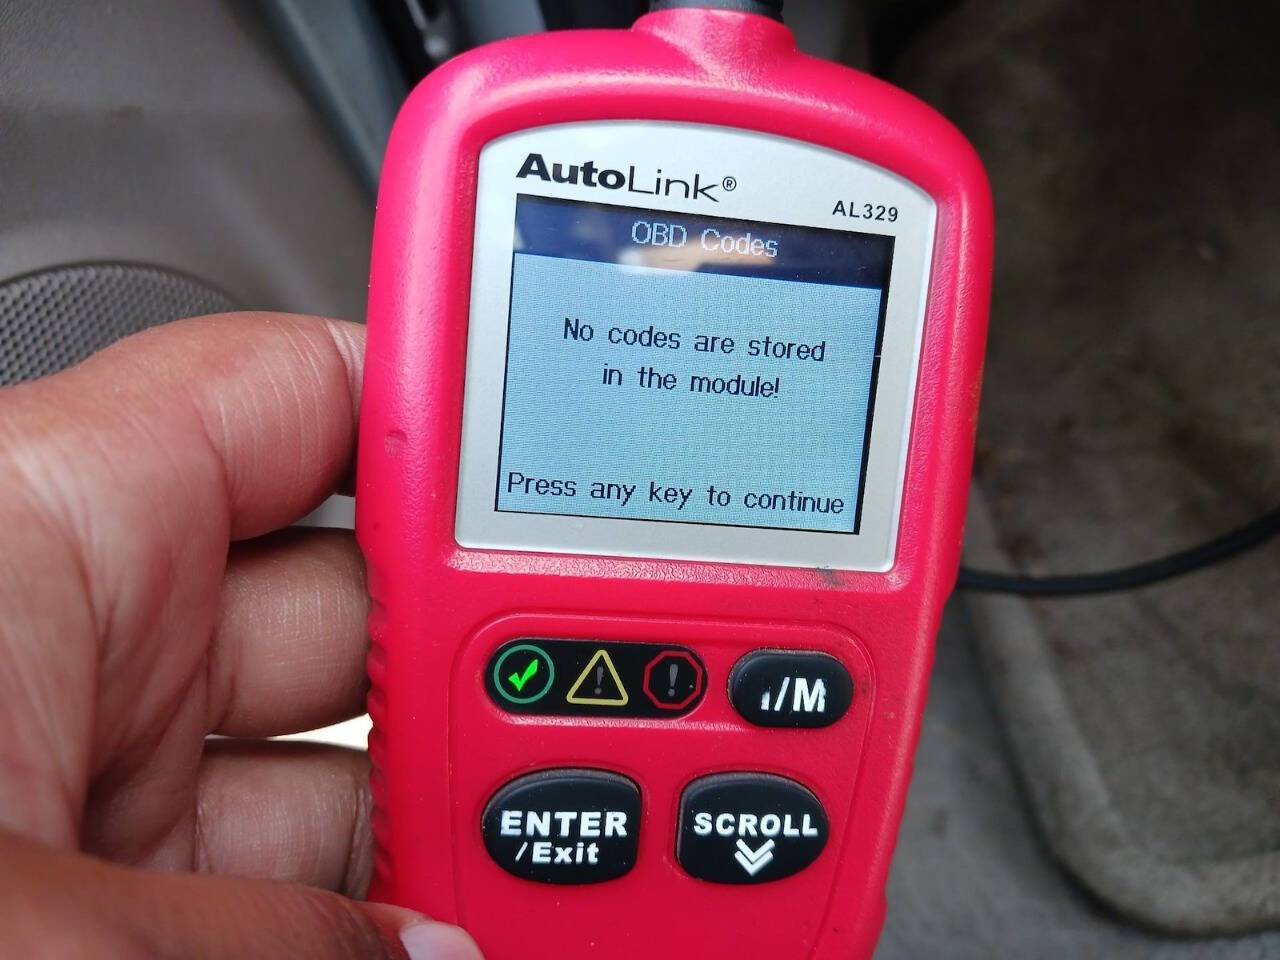 AutoLink®
AL329
OBD Codes
No codes are stored
in the module!
Press any key to continue
I/M
ENTER
/Exit
SCROLL